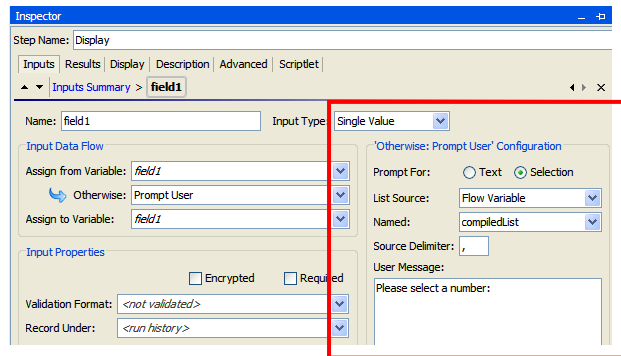 Inspector
Step Name: Display
Inputs Results Display Description Advanced Scriptlet
Inputs Summary > field1
Name: field1 Input Type: Single Value
Input Data Flow
Assign from Variable: field1
Otherwise: Prompt User
Assign to Variable: field1
Input Properties
Encrypted Required
Validation Format: <not validated>
Record Under: <run history>
'Otherwise: Prompt User' Configuration
Prompt For: Text Selection
List Source: Flow Variable
Named: compiledList
Source Delimiter: ,
User Message:
Please select a number: